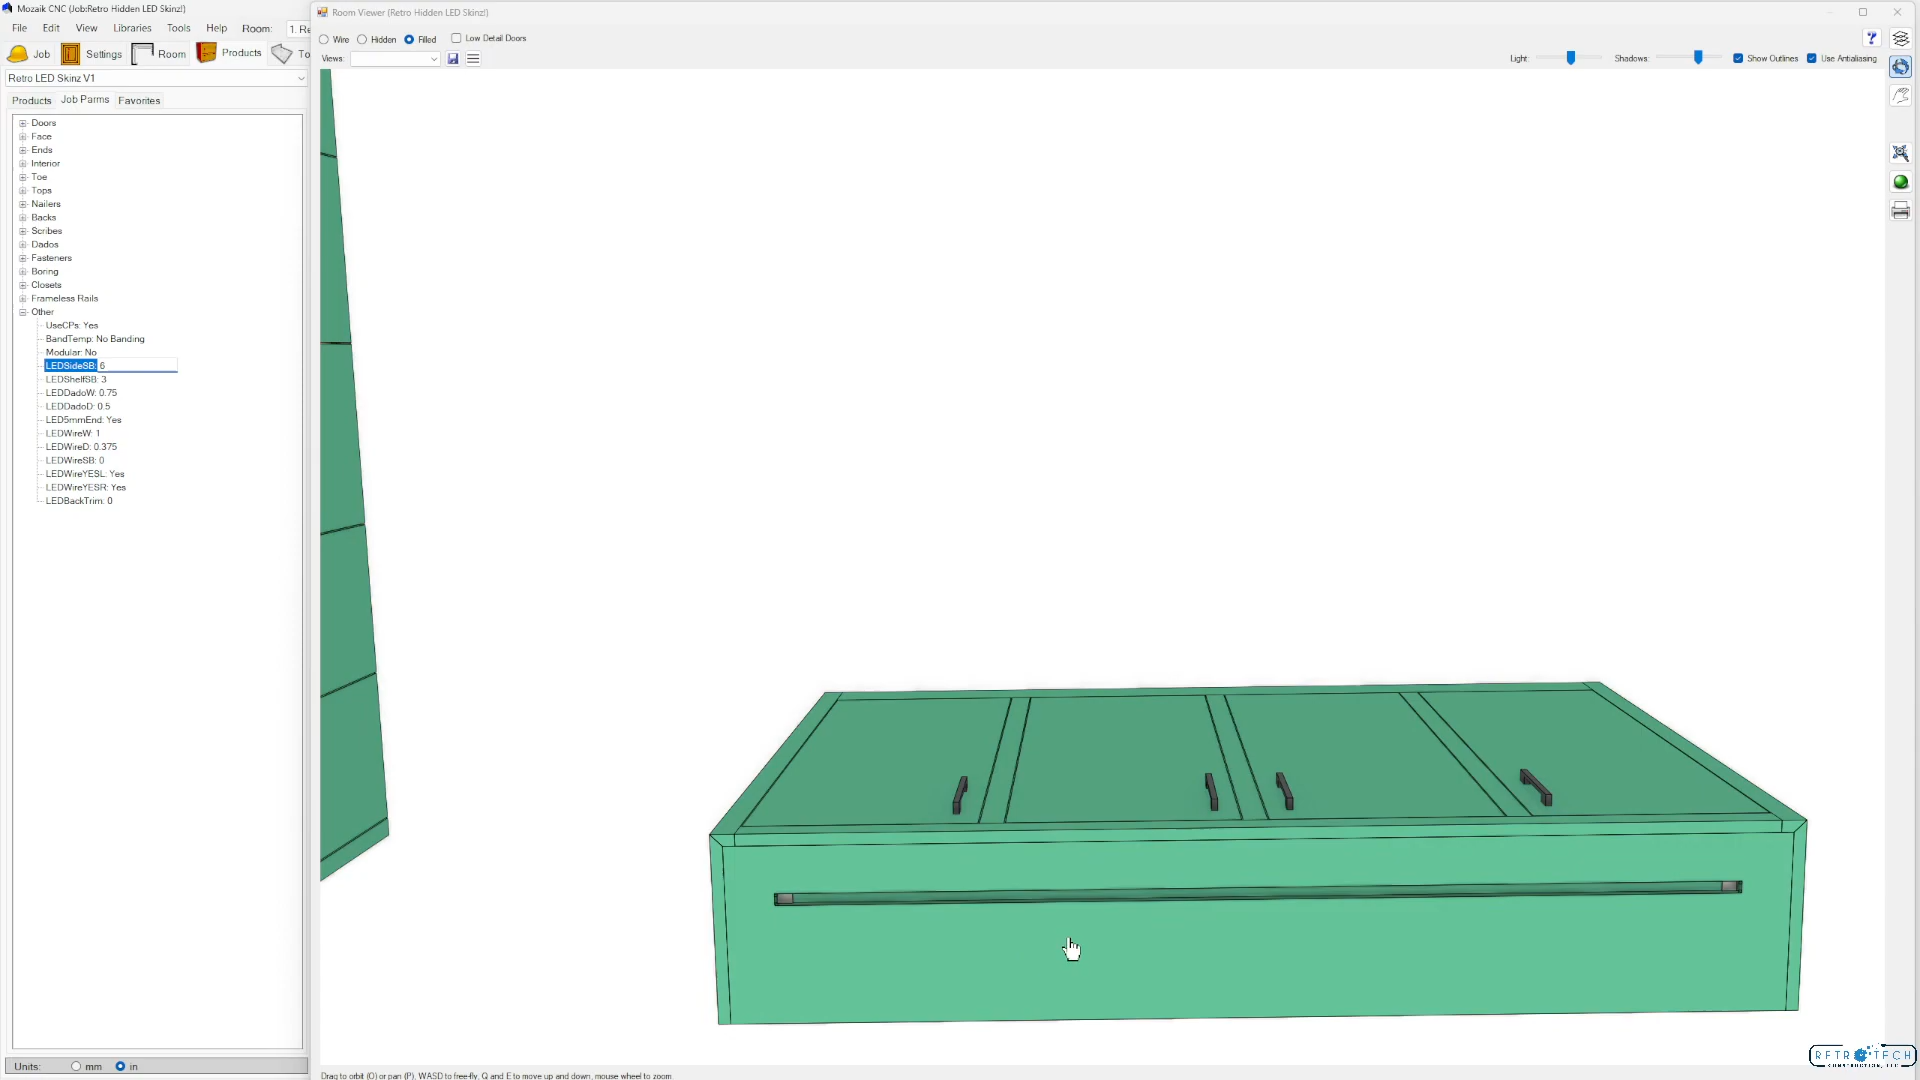 Mozaik CNC (Job:Retro Hidden LED Skinz!)
Room Viewer (Retro Hidden LED Skinz!)
File Edit View Libraries Tools Help Room: 1. Re
Wire Hidden Filled Low Detail Doors
Job Settings Room Products To
Views: Light: Shadows: Show Outlines Use Antialiasing
Retro LED Skinz V1
Products Job Parms Favorites
Doors
Face
Ends
Interior
Toe
Tops
Nailers
Backs
Scribes
Dados
Fasteners
Boring
Closets
Frameless Rails
Other
UseCPs: Yes
BandTemp: No Banding
Modular: No
LEDSideSB: 6
LEDShelfSB: 3
LEDDadoW: 0.75
LEDDadoD: 0.5
LED5mmEnd: Yes
LEDWireW: 1
LEDWireD: 0.375
LEDWireSB: 0
LEDWireYESL: Yes
LEDWireYESR: Yes
LEDBackTrim: 0
Units: mm in
Drag to orbit (O) or pan (P), WASD to free-fly, Q and E to move up and down, mouse wheel to zoom.
RETROTECH
CONSTRUCTION, LLC